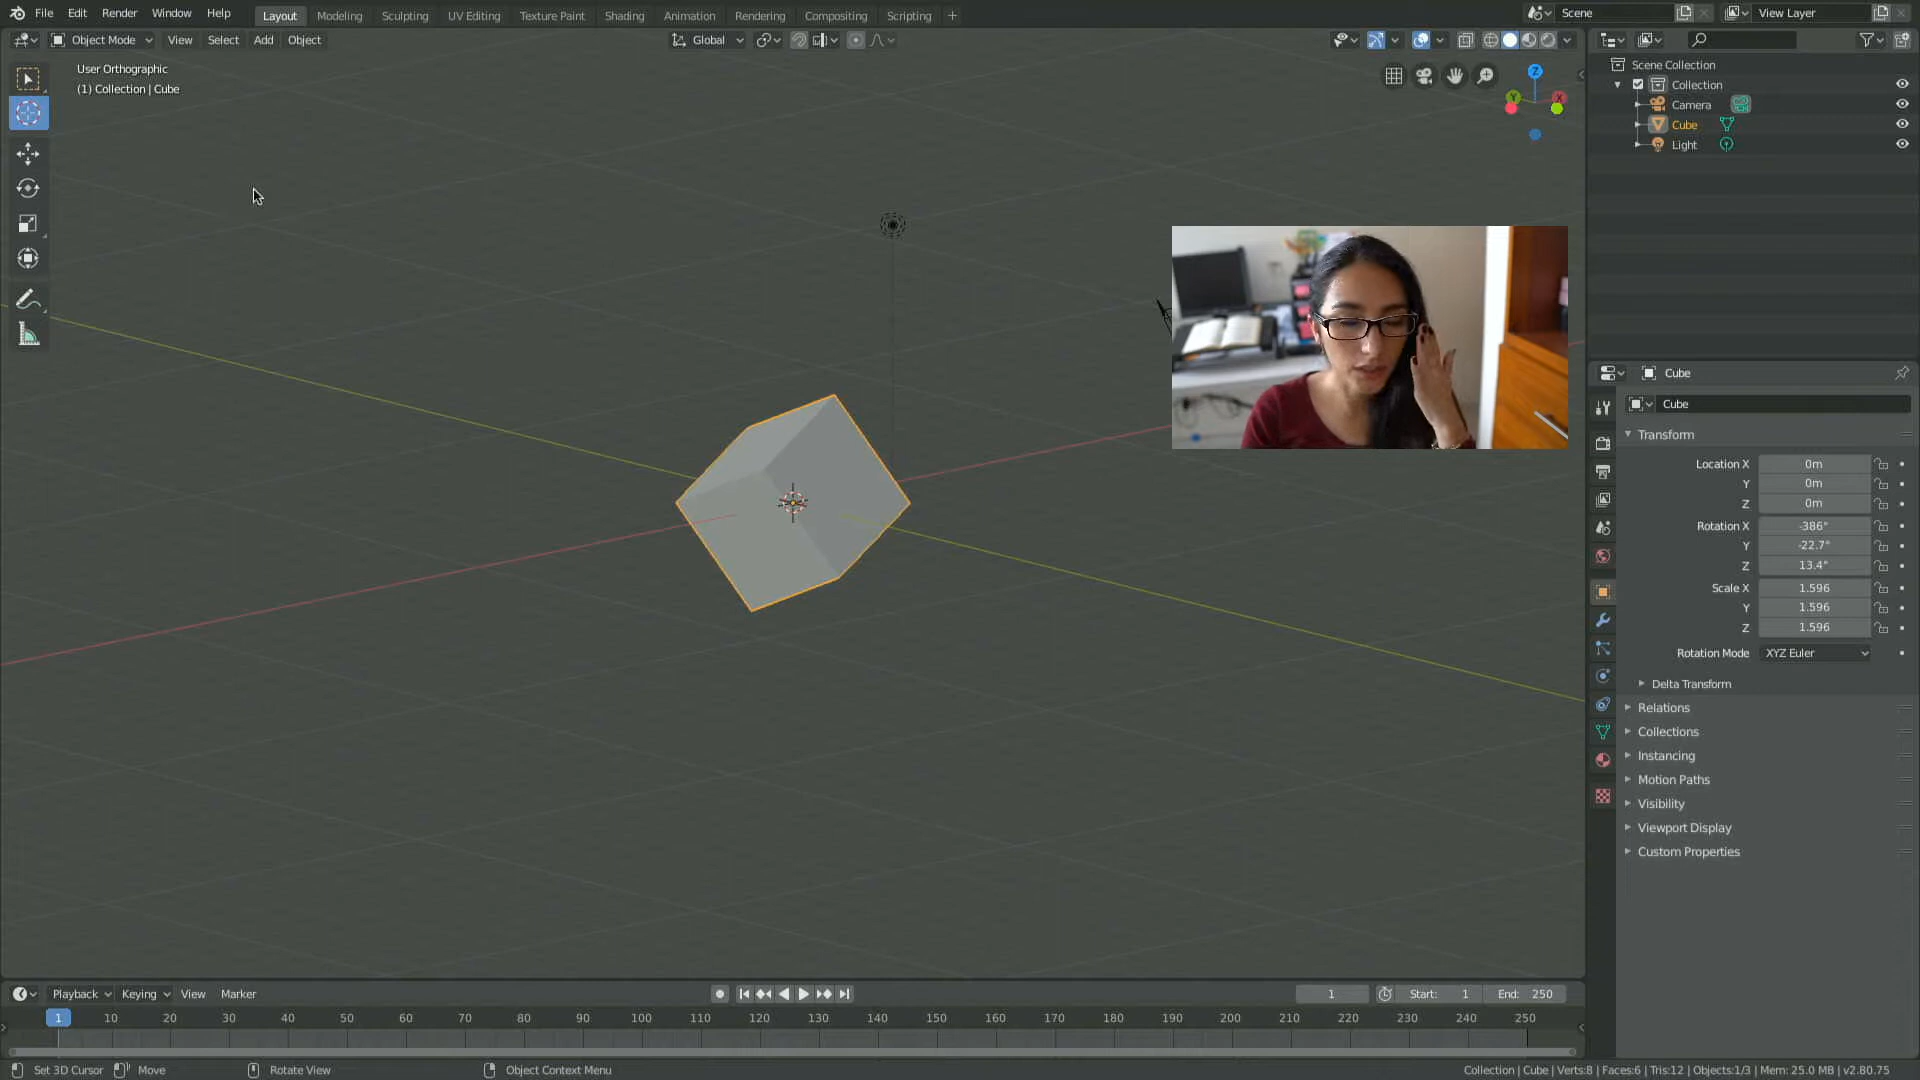 File Edit Render Window Help
Layout Modeling Sculpting UV Editing Texture Paint Shading Animation Rendering Compositing Scripting +
Scene
View Layer
Object Mode View Select Add Object
Global
User Orthographic
(1) Collection | Cube
Z
Y
X
Scene Collection
Collection
Camera
Cube
Light
Cube
Cube
Transform
Location X 0m
Y 0m
Z 0m
Rotation X -386°
Y -22.7°
Z 13.4°
Scale X 1.596
Y 1.596
Z 1.596
Rotation Mode XYZ Euler
Delta Transform
Relations
Collections
Instancing
Motion Paths
Visibility
Viewport Display
Custom Properties
Playback Keying View Marker
1 Start: 1 End: 250
1 10 20 30 40 50 60 70 80 90 100 110 120 130 140 150 160 170 180 190 200 210 220 230 240 250
Set 3D Cursor Move Rotate View Object Context Menu
Collection | Cube | Verts:8 | Faces:6 | Tris:12 | Objects:1/3 | Mem: 25.0 MB | v2.80.75